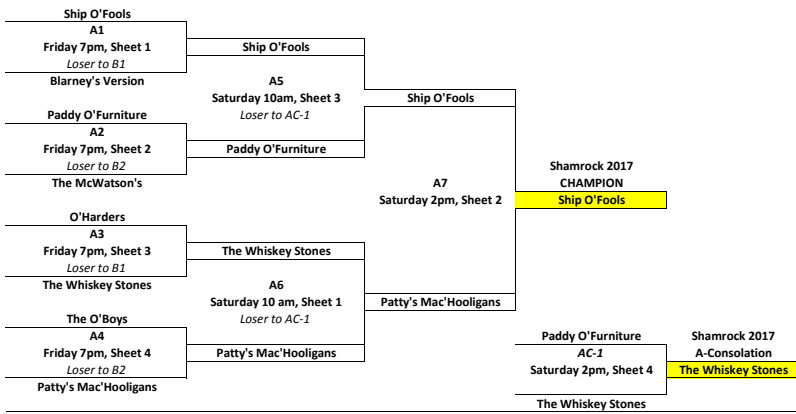 Ship O'Fools
A1
Friday 7pm, Sheet 1
Loser to B1
Blarney's Version
Ship O'Fools
A5
Saturday 10am, Sheet 3
Loser to AC-1
Paddy O'Furniture
A2
Friday 7pm, Sheet 2
Loser to B2
The McWatson's
Paddy O'Furniture
Ship O'Fools
A7
Saturday 2pm, Sheet 2
Shamrock 2017
CHAMPION
Ship O'Fools
O'Harders
A3
Friday 7pm, Sheet 3
Loser to B1
The Whiskey Stones
The Whiskey Stones
A6
Saturday 10 am, Sheet 1
Loser to AC-1
Patty's Mac'Hooligans
The O'Boys
A4
Friday 7pm, Sheet 4
Loser to B2
Patty's Mac'Hooligans
Patty's Mac'Hooligans
Paddy O'Furniture
AC-1
Saturday 2pm, Sheet 4
The Whiskey Stones
Shamrock 2017
A-Consolation
The Whiskey Stones